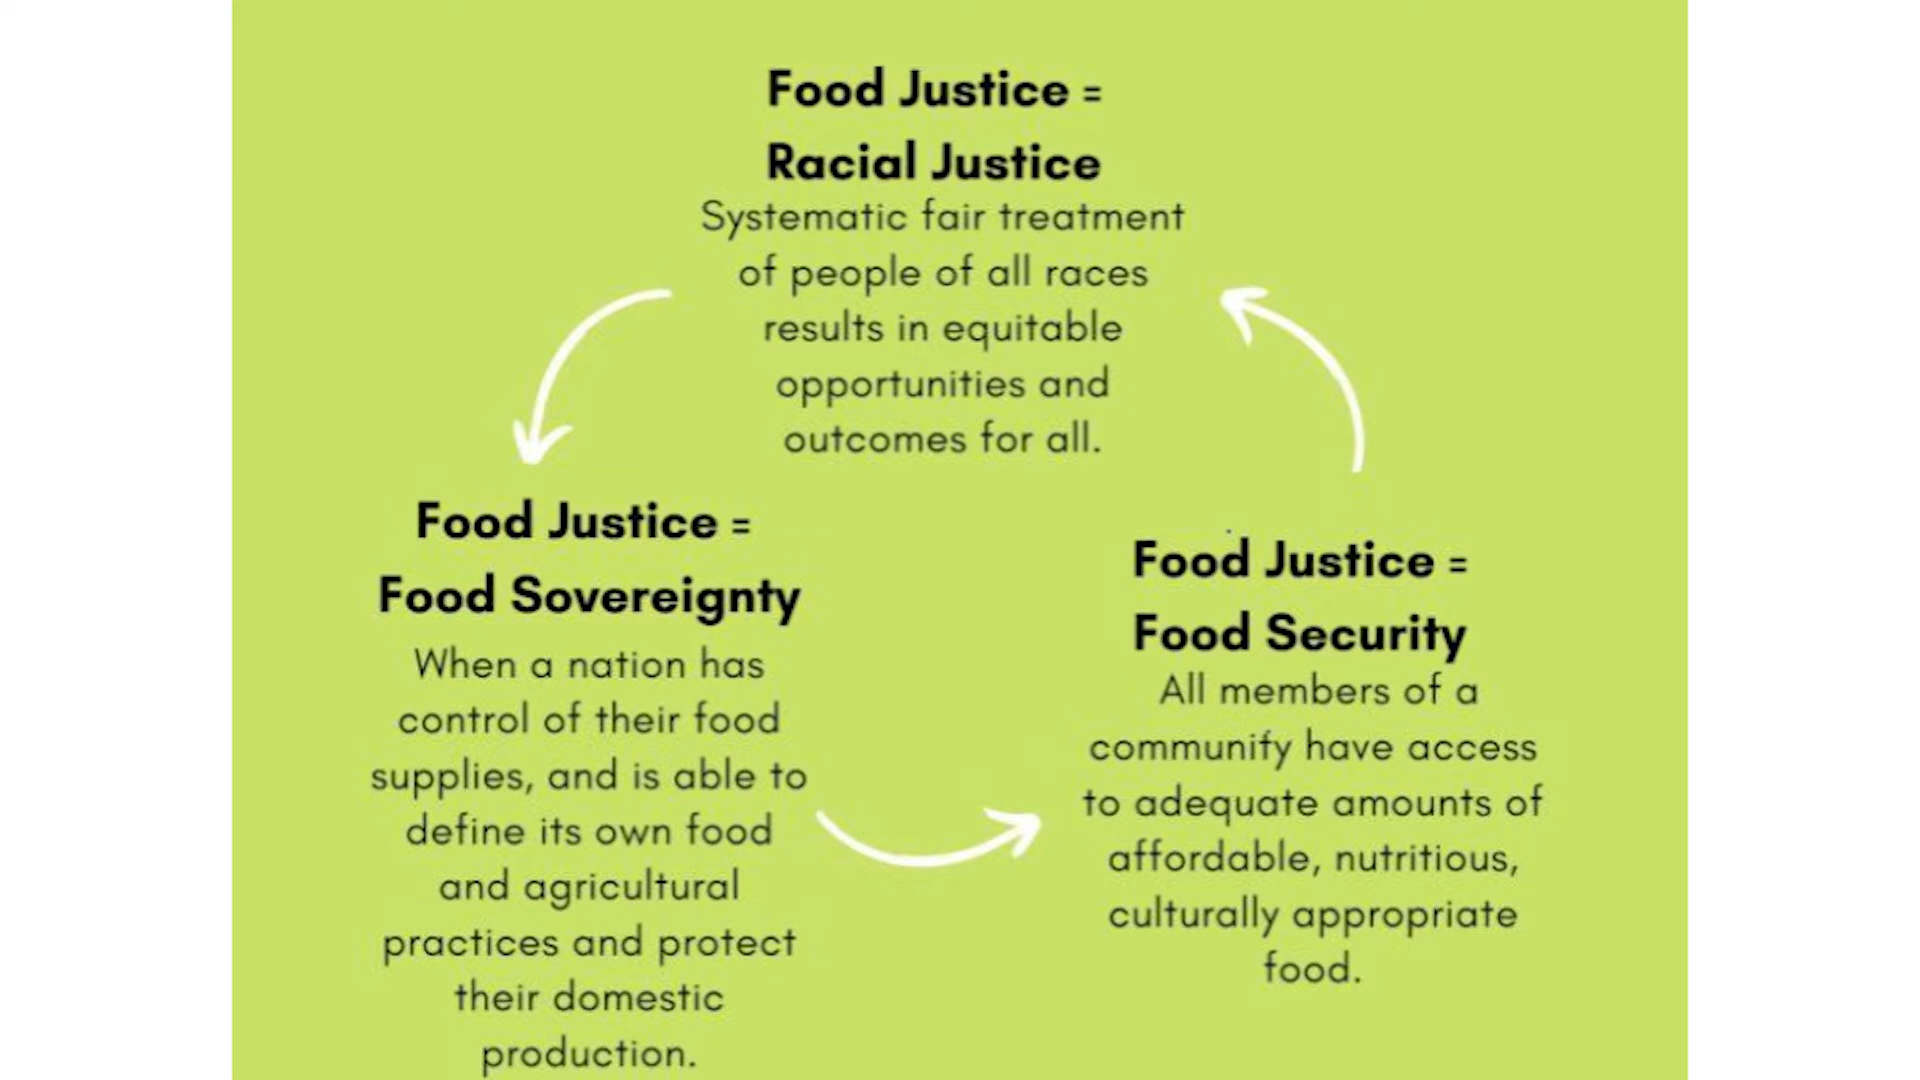 Food Justice =
Racial Justice
Systematic fair treatment
of people of all races
results in equitable
opportunities and
outcomes for all.
Food Justice =
Food Sovereignty
When a nation has
control of their food
supplies, and is able to
define its own food
and agricultural
practices and protect
their domestic
production.
Food Justice =
Food Security
All members of a
community have access
to adequate amounts of
affordable, nutritious,
culturally appropriate
food.